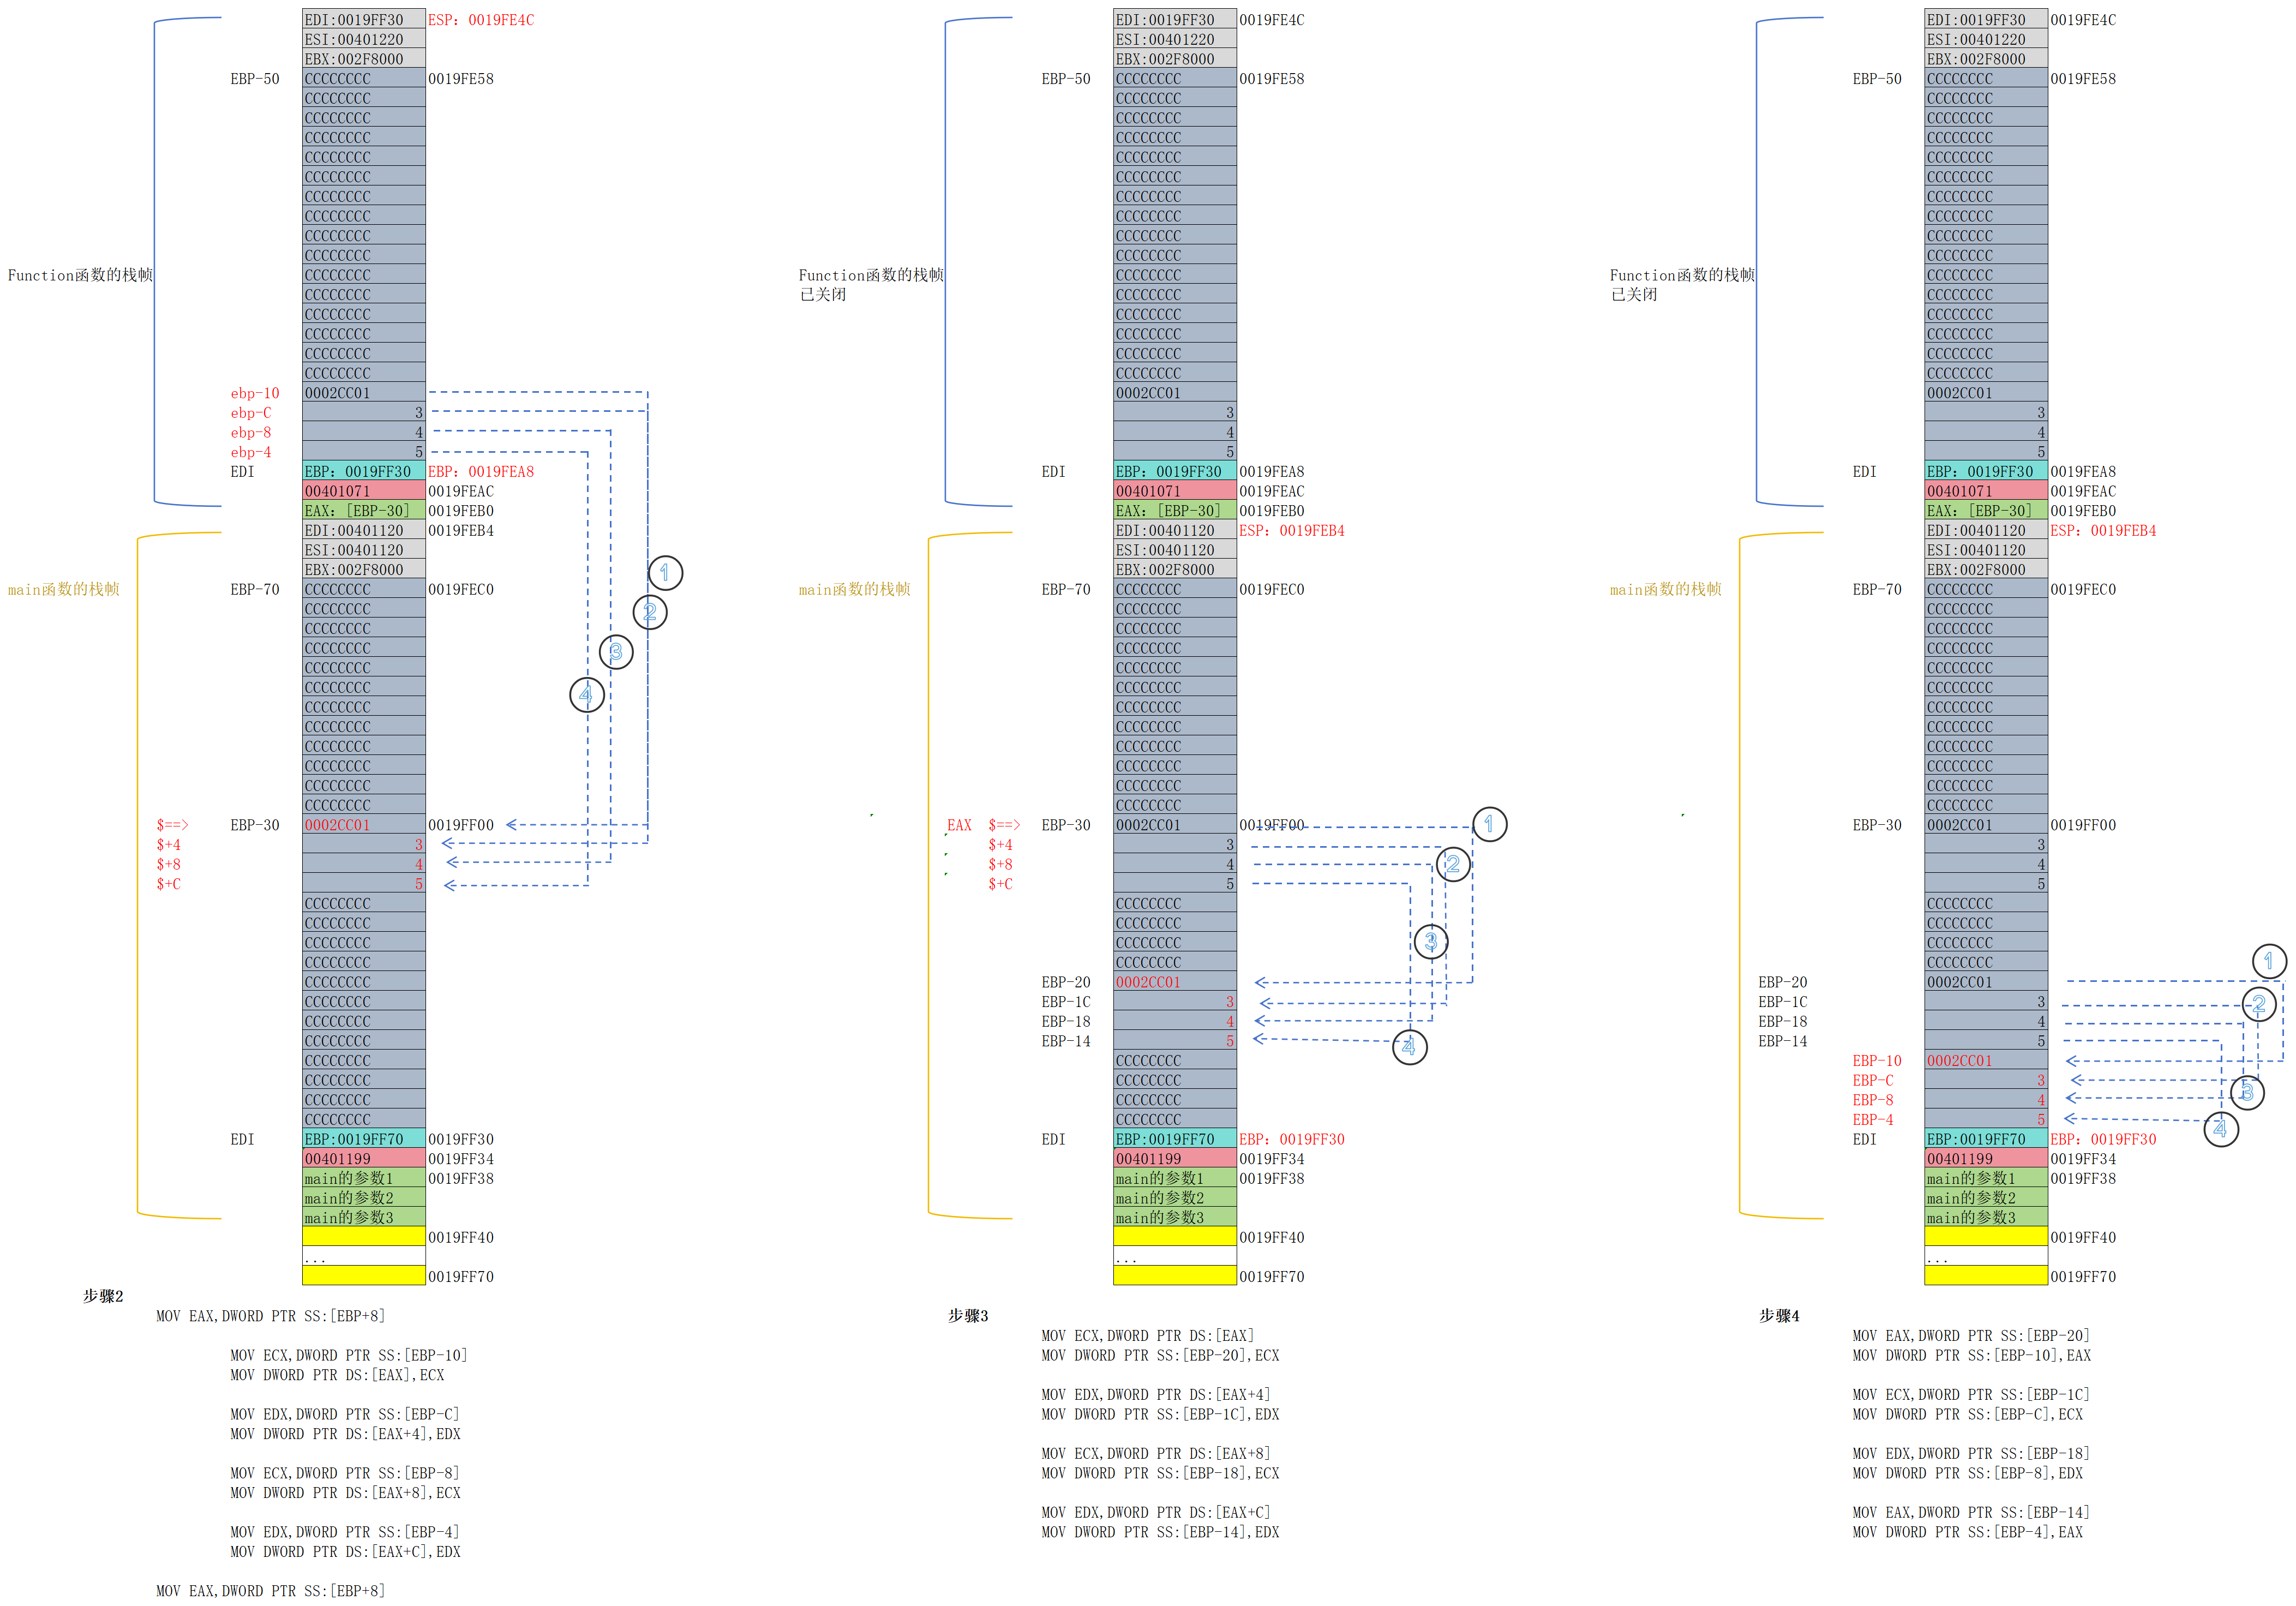 EDI:0019FF30 ESP: 0019FE4C
ESI:00401220
EBX:002F8000
EBP-50 CCCCCCCC 0019FE58
CCCCCCCC
CCCCCCCC
CCCCCCCC
CCCCCCCC
CCCCCCCC
CCCCCCCC
CCCCCCCC
CCCCCCCC
CCCCCCCC
Function函数的栈帧 CCCCCCCC
CCCCCCCC
CCCCCCCC
CCCCCCCC
CCCCCCCC
CCCCCCCC
ebp-10 0002CC01
ebp-C 3
ebp-8 4
ebp-4 5
EDI EBP: 0019FF30 EBP: 0019FEA8
00401071 0019FEAC
EAX: [EBP-30] 0019FEB0
EDI:00401120 0019FEB4
ESI:00401120
EBX:002F8000 ①
main函数的栈帧 EBP-70 CCCCCCCC 0019FEC0
CCCCCCCC ②
CCCCCCCC
CCCCCCCC ③
CCCCCCCC
CCCCCCCC ④
CCCCCCCC
CCCCCCCC
CCCCCCCC
CCCCCCCC
CCCCCCCC
CCCCCCCC
$==> EBP-30 0002CC01 0019FF00
$+4 3
$+8 4
$+C 5
CCCCCCCC
CCCCCCCC
CCCCCCCC
CCCCCCCC
CCCCCCCC
CCCCCCCC
CCCCCCCC
CCCCCCCC
CCCCCCCC
CCCCCCCC
CCCCCCCC
CCCCCCCC
EDI EBP:0019FF70 0019FF30
00401199 0019FF34
main的参数1 0019FF38
main的参数2
main的参数3
0019FF40
...
0019FF70
步骤2
MOV EAX,DWORD PTR SS:[EBP+8]
MOV ECX,DWORD PTR SS:[EBP-10]
MOV DWORD PTR DS:[EAX],ECX
MOV EDX,DWORD PTR SS:[EBP-C]
MOV DWORD PTR DS:[EAX+4],EDX
MOV ECX,DWORD PTR SS:[EBP-8]
MOV DWORD PTR DS:[EAX+8],ECX
MOV EDX,DWORD PTR SS:[EBP-4]
MOV DWORD PTR DS:[EAX+C],EDX
MOV EAX,DWORD PTR SS:[EBP+8]
EDI:0019FF30 0019FE4C
ESI:00401220
EBX:002F8000
EBP-50 CCCCCCCC 0019FE58
CCCCCCCC
CCCCCCCC
CCCCCCCC
CCCCCCCC
CCCCCCCC
CCCCCCCC
CCCCCCCC
CCCCCCCC
CCCCCCCC
Function函数的栈帧 CCCCCCCC
已关闭 CCCCCCCC
CCCCCCCC
CCCCCCCC
CCCCCCCC
CCCCCCCC
0002CC01
3
4
5
EDI EBP: 0019FF30 0019FEA8
00401071 0019FEAC
EAX: [EBP-30] 0019FEB0
EDI:00401120 ESP: 0019FEB4
ESI:00401120
EBX:002F8000
main函数的栈帧 EBP-70 CCCCCCCC 0019FEC0
CCCCCCCC
CCCCCCCC
CCCCCCCC
CCCCCCCC
CCCCCCCC
CCCCCCCC
CCCCCCCC
CCCCCCCC
CCCCCCCC
CCCCCCCC
CCCCCCCC
EAX $==> EBP-30 0002CC01 0019FF00 ①
$+4 3
$+8 4 ②
$+C 5
CCCCCCCC
CCCCCCCC
CCCCCCCC ③
CCCCCCCC
EBP-20 0002CC01
EBP-1C 3
EBP-18 4
EBP-14 5 ④
CCCCCCCC
CCCCCCCC
CCCCCCCC
CCCCCCCC
EDI EBP:0019FF70 EBP: 0019FF30
00401199 0019FF34
main的参数1 0019FF38
main的参数2
main的参数3
0019FF40
...
0019FF70
步骤3
MOV ECX,DWORD PTR DS:[EAX]
MOV DWORD PTR SS:[EBP-20],ECX
MOV EDX,DWORD PTR DS:[EAX+4]
MOV DWORD PTR SS:[EBP-1C],EDX
MOV ECX,DWORD PTR DS:[EAX+8]
MOV DWORD PTR SS:[EBP-18],ECX
MOV EDX,DWORD PTR DS:[EAX+C]
MOV DWORD PTR SS:[EBP-14],EDX
EDI:0019FF30 0019FE4C
ESI:00401220
EBX:002F8000
EBP-50 CCCCCCCC 0019FE58
CCCCCCCC
CCCCCCCC
CCCCCCCC
CCCCCCCC
CCCCCCCC
CCCCCCCC
CCCCCCCC
CCCCCCCC
CCCCCCCC
Function函数的栈帧 CCCCCCCC
已关闭 CCCCCCCC
CCCCCCCC
CCCCCCCC
CCCCCCCC
CCCCCCCC
0002CC01
3
4
5
EDI EBP: 0019FF30 0019FEA8
00401071 0019FEAC
EAX: [EBP-30] 0019FEB0
EDI:00401120 ESP: 0019FEB4
ESI:00401120
EBX:002F8000
main函数的栈帧 EBP-70 CCCCCCCC 0019FEC0
CCCCCCCC
CCCCCCCC
CCCCCCCC
CCCCCCCC
CCCCCCCC
CCCCCCCC
CCCCCCCC
CCCCCCCC
CCCCCCCC
CCCCCCCC
CCCCCCCC
EBP-30 0002CC01 0019FF00
3
4
5
CCCCCCCC
CCCCCCCC
CCCCCCCC
CCCCCCCC ①
EBP-20 0002CC01
EBP-1C 3 ②
EBP-18 4
EBP-14 5
EBP-10 0002CC01
EBP-C 3
EBP-8 4 ③
EBP-4 5 ④
EDI EBP:0019FF70 EBP: 0019FF30
00401199 0019FF34
main的参数1 0019FF38
main的参数2
main的参数3
0019FF40
...
0019FF70
步骤4
MOV EAX,DWORD PTR SS:[EBP-20]
MOV DWORD PTR SS:[EBP-10],EAX
MOV ECX,DWORD PTR SS:[EBP-1C]
MOV DWORD PTR SS:[EBP-C],ECX
MOV EDX,DWORD PTR SS:[EBP-18]
MOV DWORD PTR SS:[EBP-8],EDX
MOV EAX,DWORD PTR SS:[EBP-14]
MOV DWORD PTR SS:[EBP-4],EAX